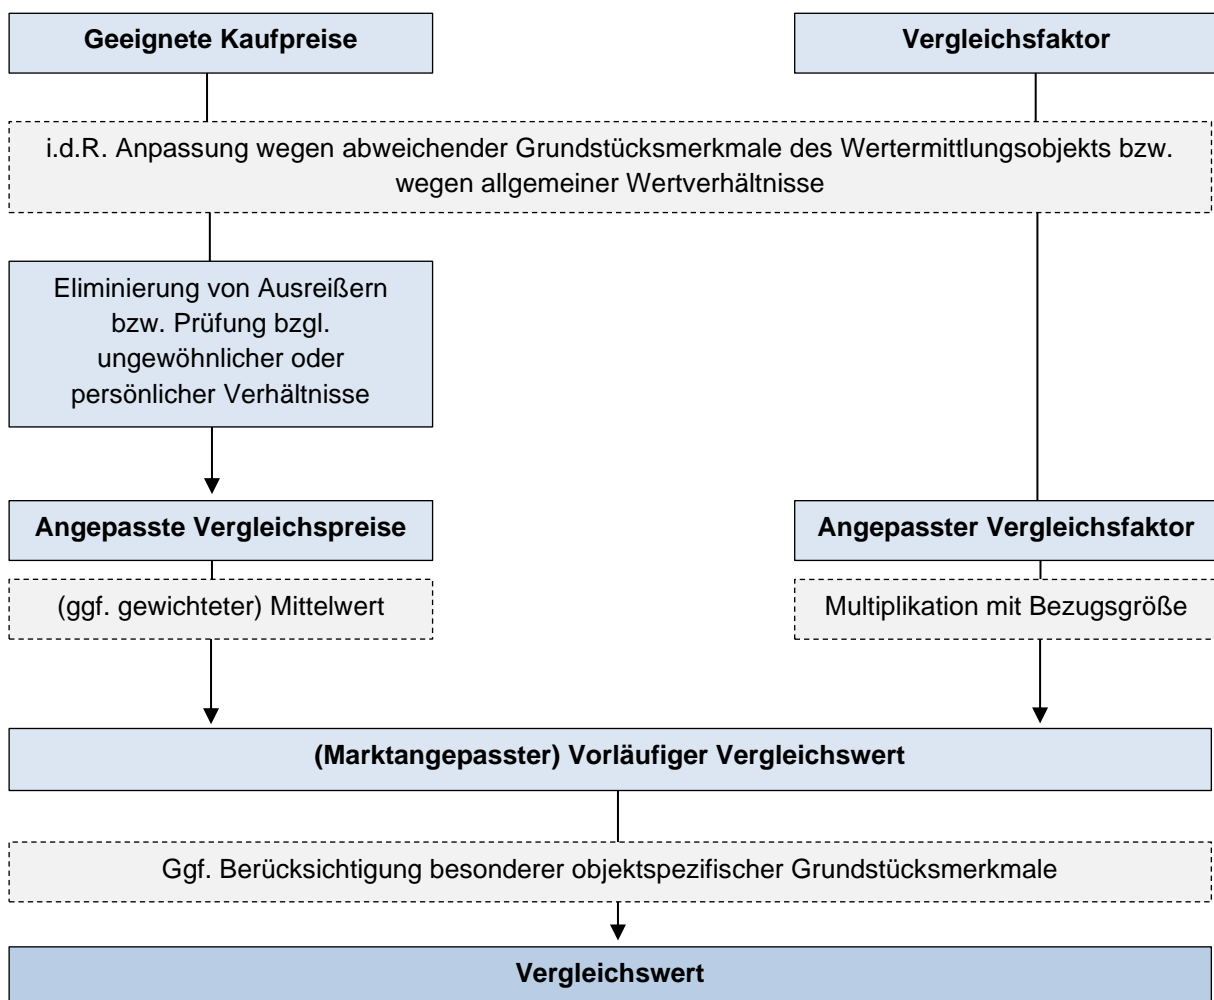 Geeignete Kaufpreise
Vergleichsfaktor
i.d.R. Anpassung wegen abweichender Grundstücksmerkmale des Wertermittlungsobjekts bzw.
wegen allgemeiner Wertverhältnisse
Eliminierung von Ausreißern
bzw. Prüfung bzgl.
ungewöhnlicher oder
persönlicher Verhältnisse
Angepasste Vergleichspreise
Angepasster Vergleichsfaktor
(ggf. gewichteter) Mittelwert
Multiplikation mit Bezugsgröße
(Marktangepasster) Vorläufiger Vergleichswert
Ggf. Berücksichtigung besonderer objektspezifischer Grundstücksmerkmale
Vergleichswert